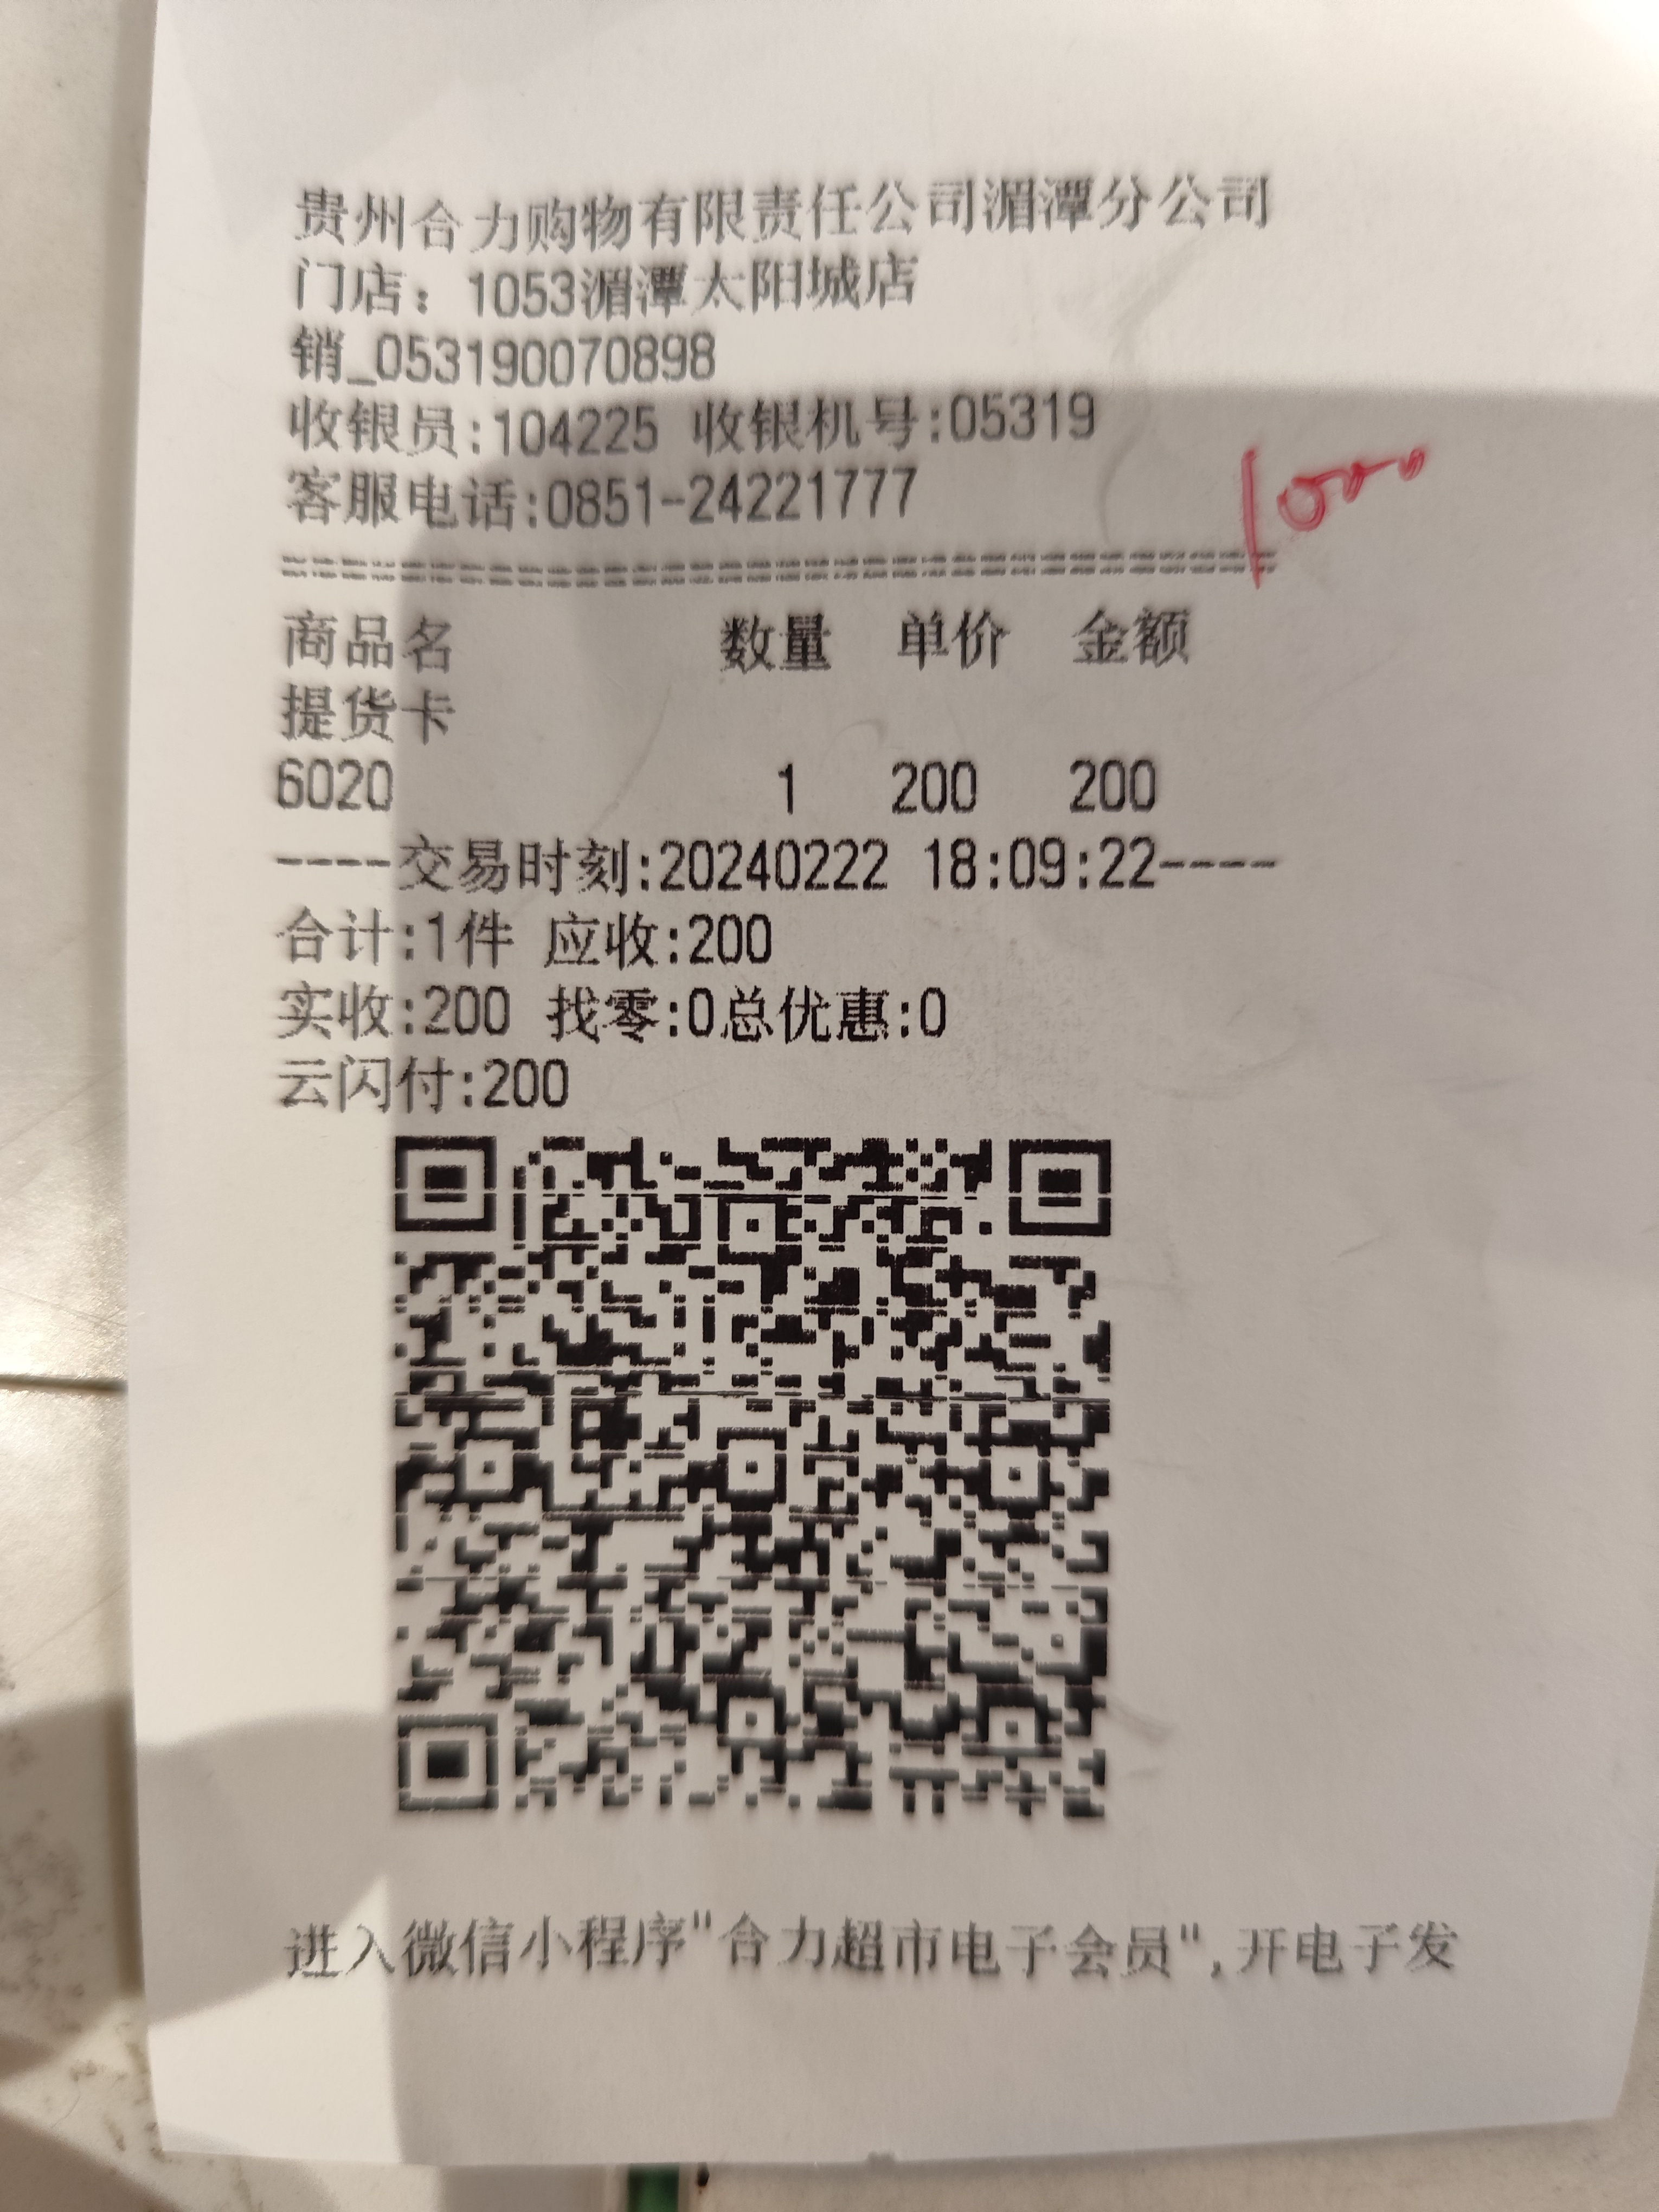 贵州合力购物有限责任公司湄潭分公司
门店：1053湄潭太阳城店
销_053190070898
收银员:104225 收银机号:05319
客服电话:0851-24221777
================================
商品名 数量 单价 金额
提货卡
6020 1 200 200
----交易时刻:20240222 18:09:22----
合计:1件 应收:200
实收:200 找零:0总优惠:0
云闪付:200
进入微信小程序"合力超市电子会员",开电子发